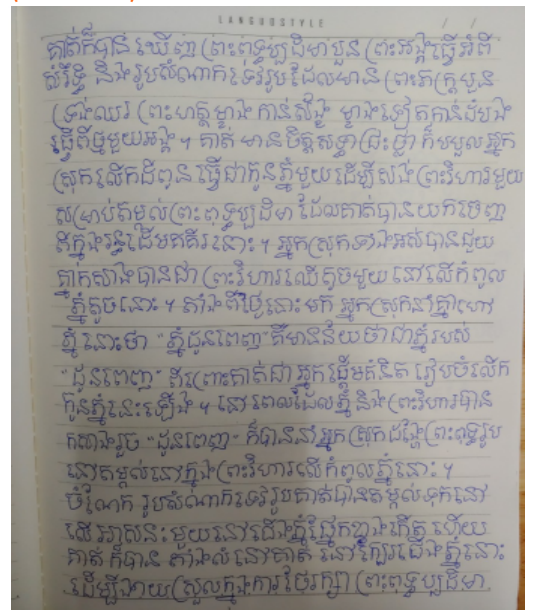 LANGUOSTYLE
គាត់ក៏បាន ឃើញ ព្រះពុទ្ធប្បដិមាបួន ព្រះអង្គធ្វើអំពី
សំរឹទ្ធិ និងរូបសំណាកទេវរូបដែលមាន ព្រះភក្ត្របួន
ទ្រង់ឈរ ព្រះហត្ថម្ខាង កាន់ស័ង្ខ ម្ខាងទៀតកាន់ដំបង
ធ្វើពីថ្មមួយអង្គ ។ គាត់ មានចិត្តសទ្ធាជ្រះថ្លា ក៏បបួលអ្នក
ស្រុកលើកដីពូន ធ្វើជាកូនភ្នំមួយដើម្បីសង់ព្រះវិហារមួយ
សម្រាប់តម្កល់ព្រះពុទ្ធប្បដិមា ដែលគាត់បានយកចេញ
ពីក្នុងរន្ធដើមគគីរនោះ ។ អ្នកស្រុកទាំងអស់បានជួយ
គ្នាកសាងបានជា ព្រះវិហារឈើតូចមួយ នៅលើកំពូល
ភ្នំតូចនោះ ។ តាំងពីថ្ងៃនោះមក អ្នកស្រុកនាំគ្នាហៅ
ភ្នំ នោះថា "ភ្នំដូនពេញ" គឺមានន័យថាជាភ្នំរបស់
"ដូនពេញ" ពីព្រោះគាត់ជា អ្នកផ្តើមគំនិត រៀបចំលើក
កូនភ្នំនេះឡើង ។ នៅ ពេលដែលភ្នំ និងព្រះវិហារបាន
កសាងរួច "ដូនពេញ" ក៏បាននាំអ្នកស្រុកដង្ហែព្រះពុទ្ធរូប
ទៅតម្កល់នៅក្នុងព្រះវិហារលើកំពូលភ្នំនោះ ។
ចំណែក រូបសំណាកទេវរូបគាត់បានតម្កល់ទុកនៅ
លើអាសនៈមួយនៅជើងភ្នំផ្នែកខាងកើត ហើយ
គាត់ ក៏បាន តាំងលំនៅឋាន នៅក្បែរជើងភ្នំនោះ
ដើម្បីងាយស្រួលក្នុងការថែរក្សា ព្រះពុទ្ធប្បដិមា